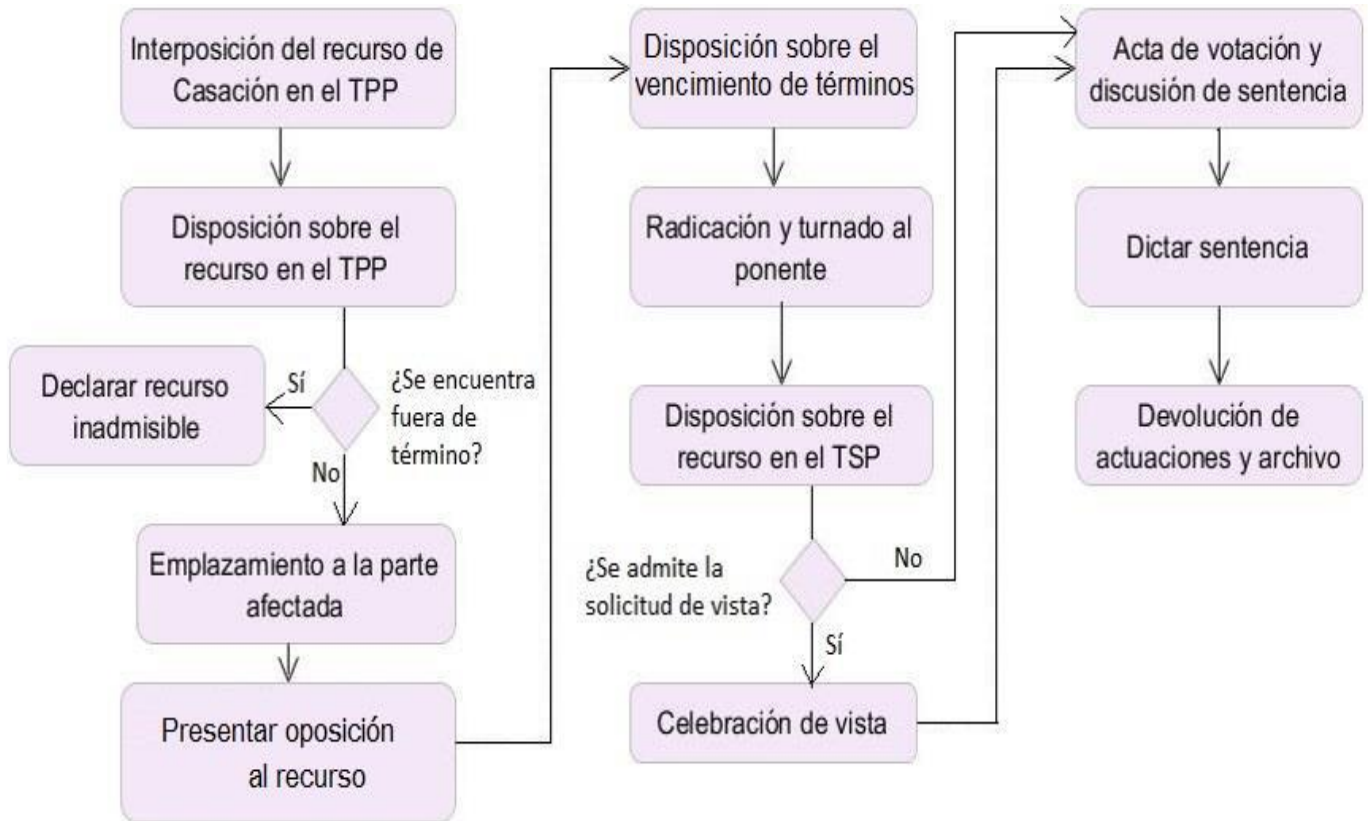 Interposición del recurso de
Casación en el TPP
Disposición sobre el
recurso en el TPP
¿Se encuentra
fuera de
término?
Sí
Declarar recurso
inadmisible
No
Emplazamiento a la parte
afectada
Presentar oposición
al recurso
Disposición sobre el
vencimiento de términos
Radicación y turnado al
ponente
Disposición sobre el
recurso en el TSP
¿Se admite la
solicitud de vista?
No
Sí
Celebración de vista
Acta de votación y
discusión de sentencia
Dictar sentencia
Devolución de
actuaciones y archivo